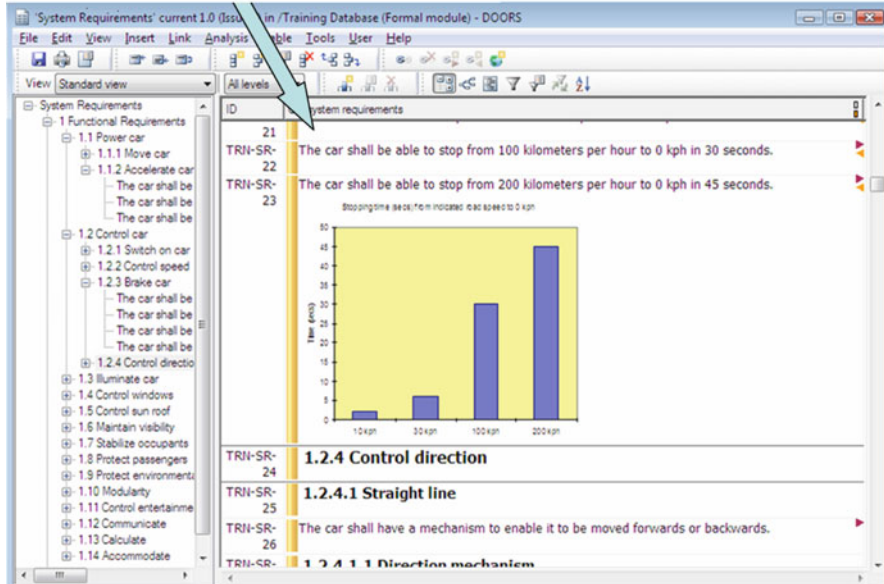 'System Requirements' current 1.0 in /Training Database (Formal module) - DOORS
File Edit View Insert Link Analysis Tools User Help
View Standard view All levels
System Requirements
1 Functional Requirements
1.1 Power car
1.1.1 Move car
1.1.2 Accelerate car
The car shall be
The car shall be
The car shall be
1.2 Control car
1.2.1 Switch on car
1.2.2 Control speed
1.2.3 Brake car
The car shall be
The car shall be
The car shall be
The car shall be
1.2.4 Control directio
1.3 Illuminate car
1.4 Control windows
1.5 Control sun roof
1.6 Maintain visibility
1.7 Stabilize occupants
1.8 Protect passengers
1.9 Protect environmenta
1.10 Modularity
1.11 Control entertainme
1.12 Communicate
1.13 Calculate
1.14 Accommodate
ID system requirements
21
TRN-SR-22 The car shall be able to stop from 100 kilometers per hour to 0 kph in 30 seconds.
TRN-SR-23 The car shall be able to stop from 200 kilometers per hour to 0 kph in 45 seconds.
Stopping time (secs) from indicated road speed to 0 kph
Time (secs)
50
45
40
35
30
25
20
15
10
5
0
10 kph 30 kph 100 kph 200 kph
TRN-SR-24 1.2.4 Control direction
TRN-SR-25 1.2.4.1 Straight line
TRN-SR-26 The car shall have a mechanism to enable it to be moved forwards or backwards.
TRN-SR- 1.2.4.1.1 Direction mechanism